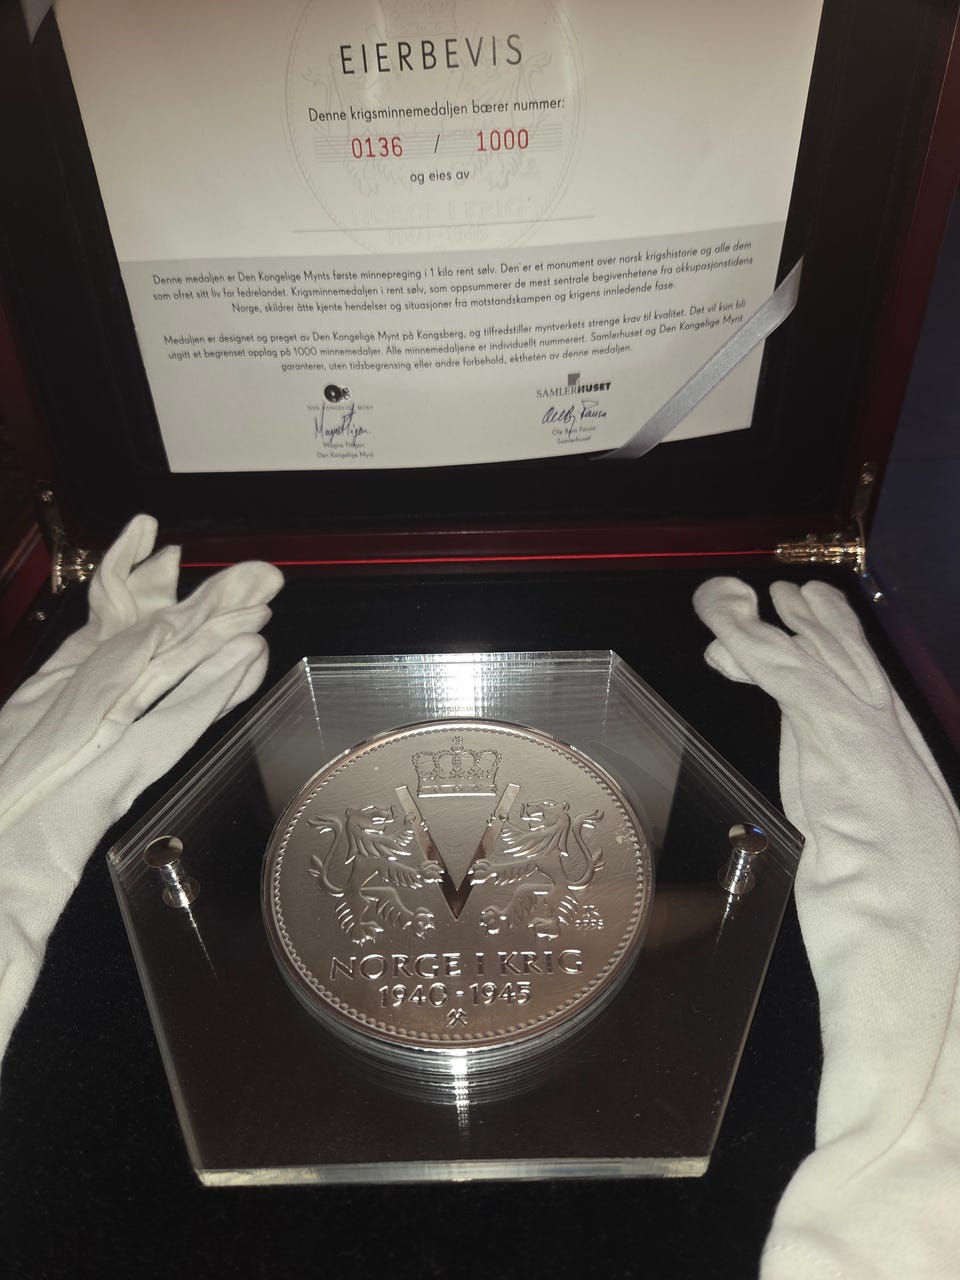 EIERBEVIS
Denne krigsminnemedaljen bærer nummer:
0136 / 1000
og eies av
Denne medaljen er Den Kongelige Mynts første minnepreging i 1 kilo rent sølv. Den er et monument over norsk krigshistorie og alle dem
som ofret sitt liv for fedrelandet. Krigsminnemedaljen i rent sølv, som oppsummerer de mest sentrale begivenhetene fra okkupasjonstidens
Norge, skildrer åtte kjente hendelser og situasjoner fra motstandskampen og krigens innledende fase.
Medaljen er designet og preget av Den Kongelige Mynt på Kongsberg, og tilfredstiller myntverkets strenge krav til kvalitet. Det vil kun bli
utgitt et begrenset opplag på 1000 minnemedaljer. Alle minnemedaljene er individuelt nummerert. Samlerhuset og Den Kongelige Mynt
garanterer, uten tidsbegrensing eller andre forbehold, ektheten av denne medaljen.
DEN KONGELIGE MYNT
Den Kongelige Mynt
SAMLERHUSET
Samlerhuset
NORGE I KRIG
1940-1945